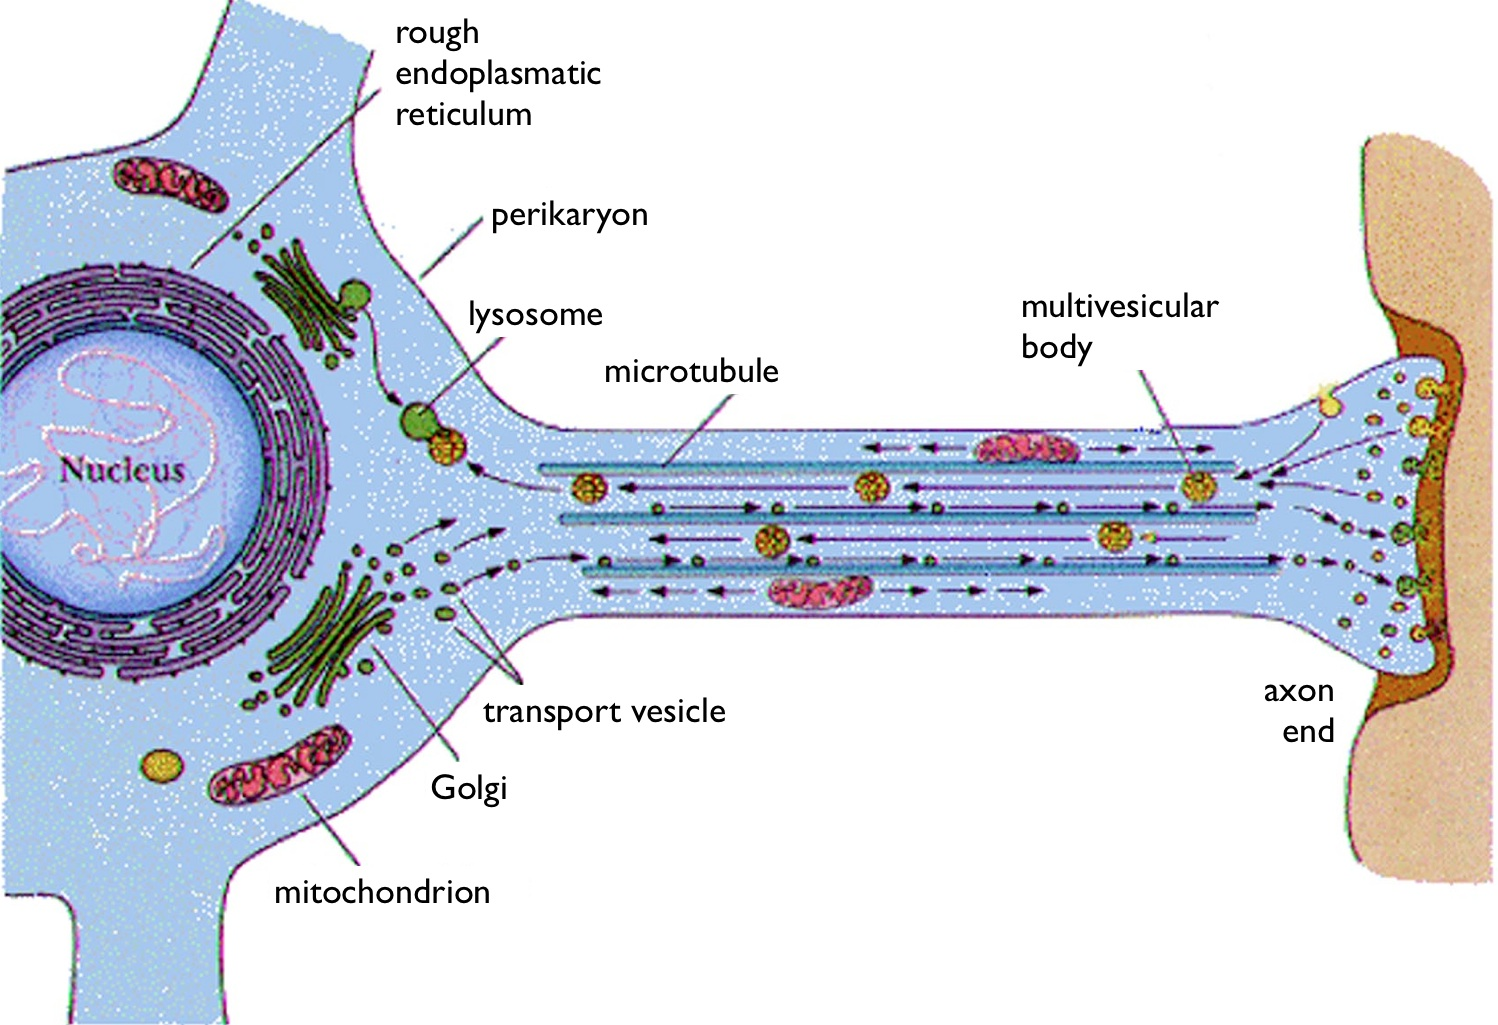 rough
endoplasmatic
reticulum
perikaryon
lysosome
multivesicular
body
microtubule
Nucleus
axon
end
transport vesicle
Golgi
mitochondrion